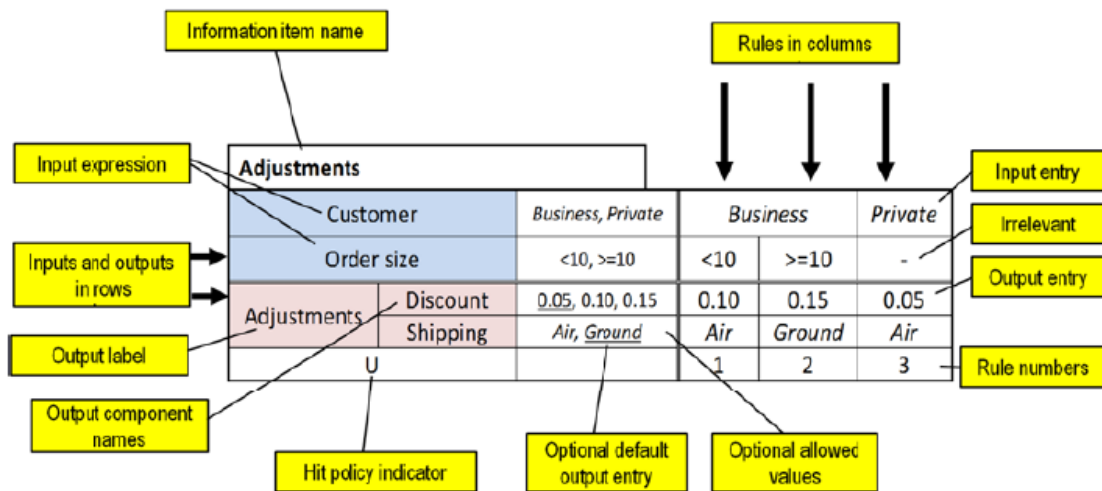 Information item name
Rules in columns
Input expression
Adjustments
Input entry
Customer
Business, Private
Business
Private
Irrelevant
Inputs and outputs
in rows
Order size
<10, >=10
<10
>=10
-
Output entry
Adjustments
Discount
0.05, 0.10, 0.15
0.10
0.15
0.05
Shipping
Air, Ground
Air
Ground
Air
Output label
U
1
2
3
Rule numbers
Output component
names
Hit policy indicator
Optional default
output entry
Optional allowed
values